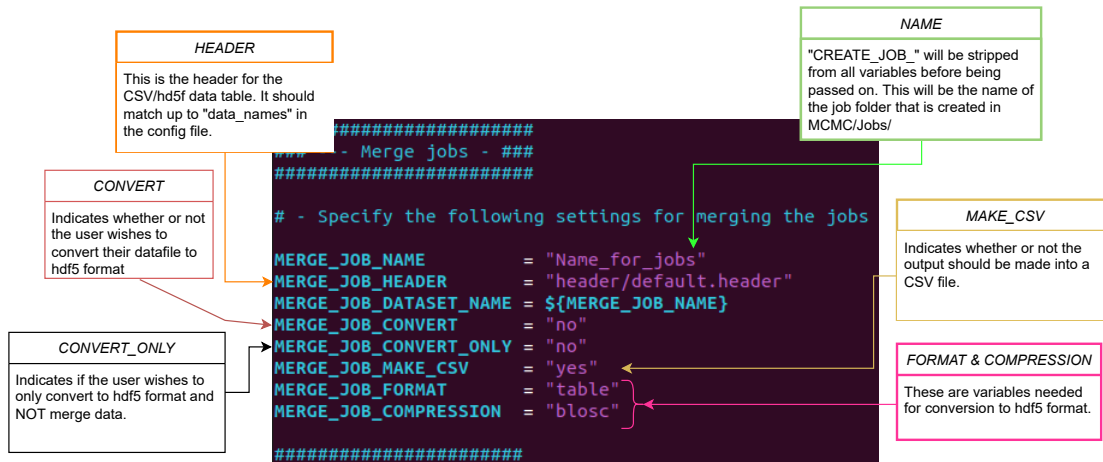 HEADER
This is the header for the
CSV/hd5f data table. It should
match up to "data_names" in
the config file.
NAME
"CREATE_JOB_" will be stripped
from all variables before being
passed on. This will be the name of
the job folder that is created in
MCMC/Jobs/
CONVERT
Indicates whether or not
the user wishes to
convert their datafile to
hdf5 format
CONVERT_ONLY
Indicates if the user wishes to
only convert to hdf5 format and
NOT merge data.
###################
### -- Merge jobs - ###
########################
# - Specify the following settings for merging the jobs
MERGE_JOB_NAME = "Name_for_jobs"
MERGE_JOB_HEADER = "header/default.header"
MERGE_JOB_DATASET_NAME = ${MERGE_JOB_NAME}
MERGE_JOB_CONVERT = "no"
MERGE_JOB_CONVERT_ONLY = "no"
MERGE_JOB_MAKE_CSV = "yes"
MERGE_JOB_FORMAT = "table"
MERGE_JOB_COMPRESSION = "blosc"
#######################
MAKE_CSV
Indicates whether or not the
output should be made into a
CSV file.
FORMAT & COMPRESSION
These are variables needed
for conversion to hdf5 format.